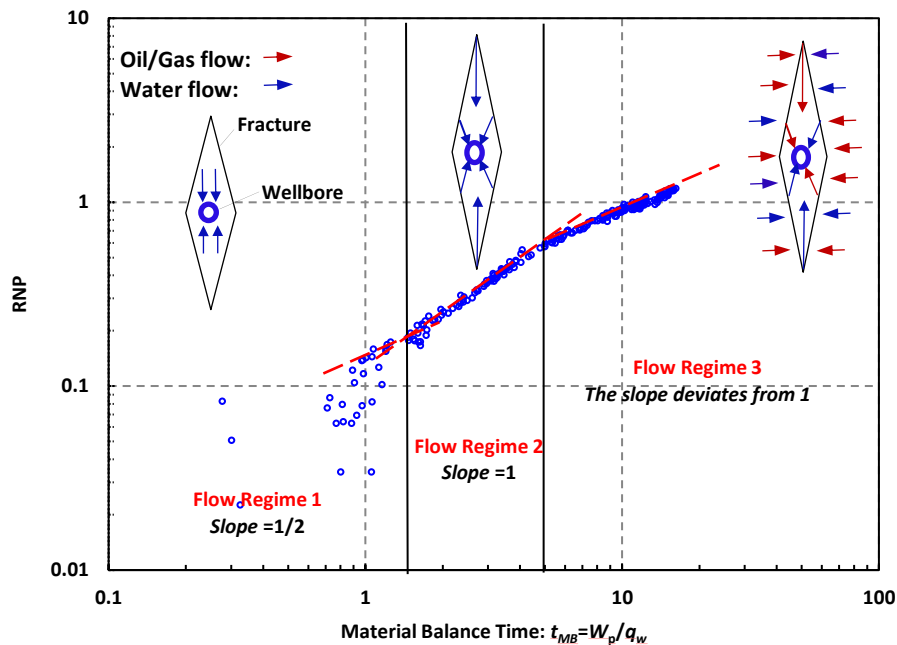 Oil/Gas flow:
Water flow:
Fracture
Wellbore
RNP
10
1
0.1
0.01
Flow Regime 1
Slope =1/2
Flow Regime 2
Slope =1
Flow Regime 3
The slope deviates from 1
0.1
1
10
100
Material Balance Time: tMB=Wp/qw